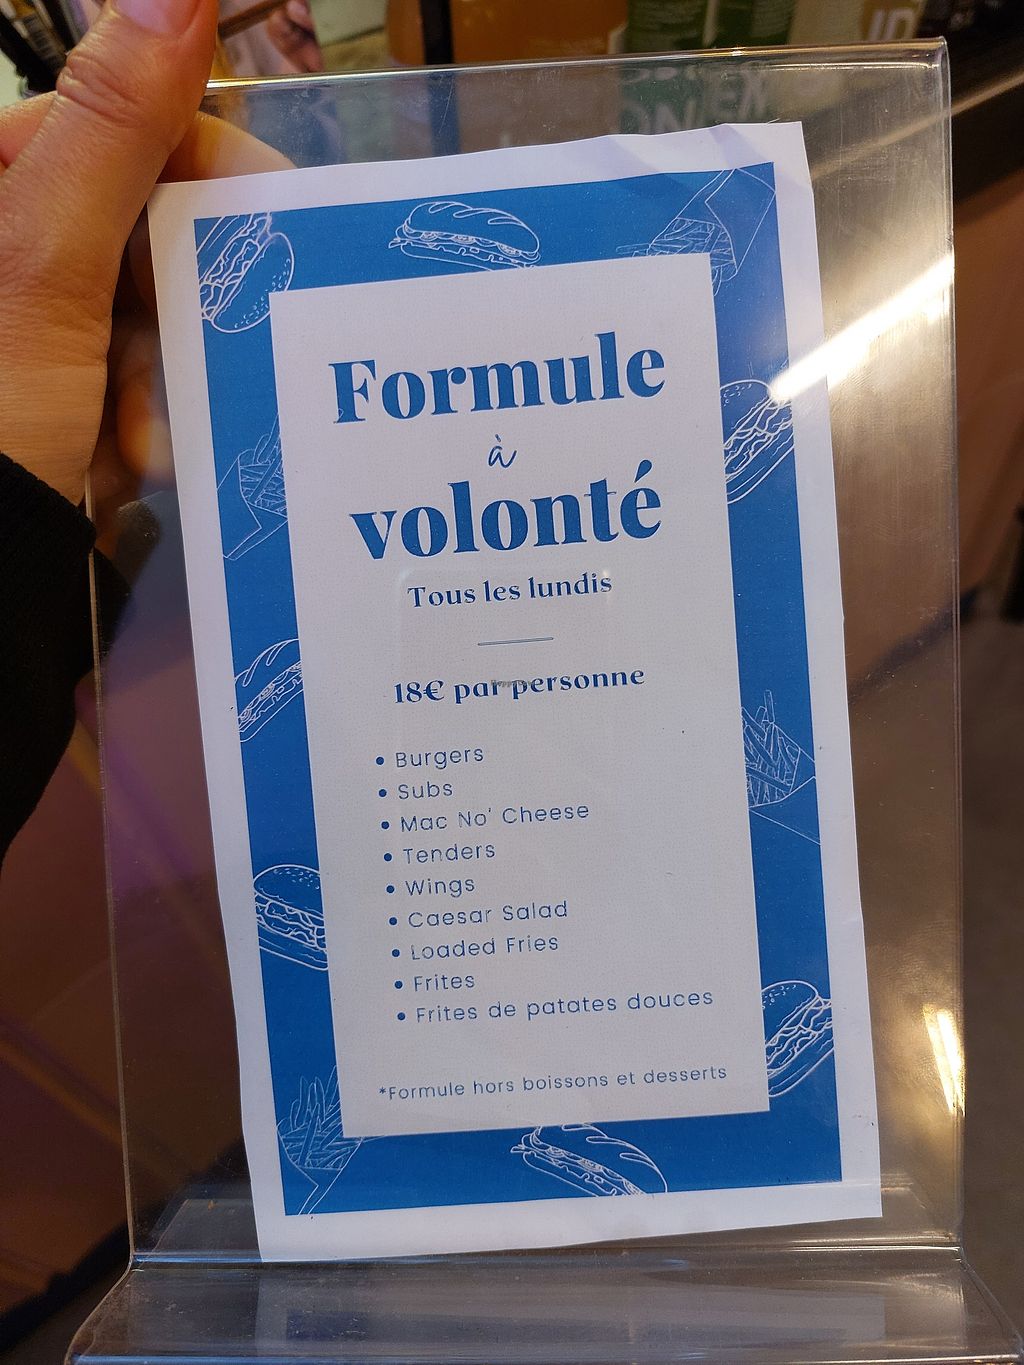 Formule
à
volonté
Tous les lundis
18€ par personne
• Burgers
• Subs
• Mac No' Cheese
• Tenders
• Wings
• Caesar Salad
• Loaded Fries
• Frites
• Frites de patates douces
*Formule hors boissons et desserts